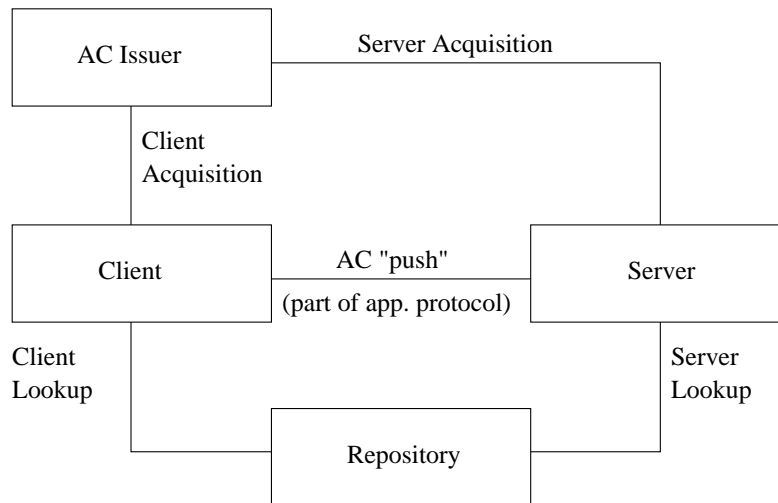 AC Issuer
Server Acquisition
Client
Acquisition
Client
AC "push"
(part of app. protocol)
Server
Client
Lookup
Server
Lookup
Repository